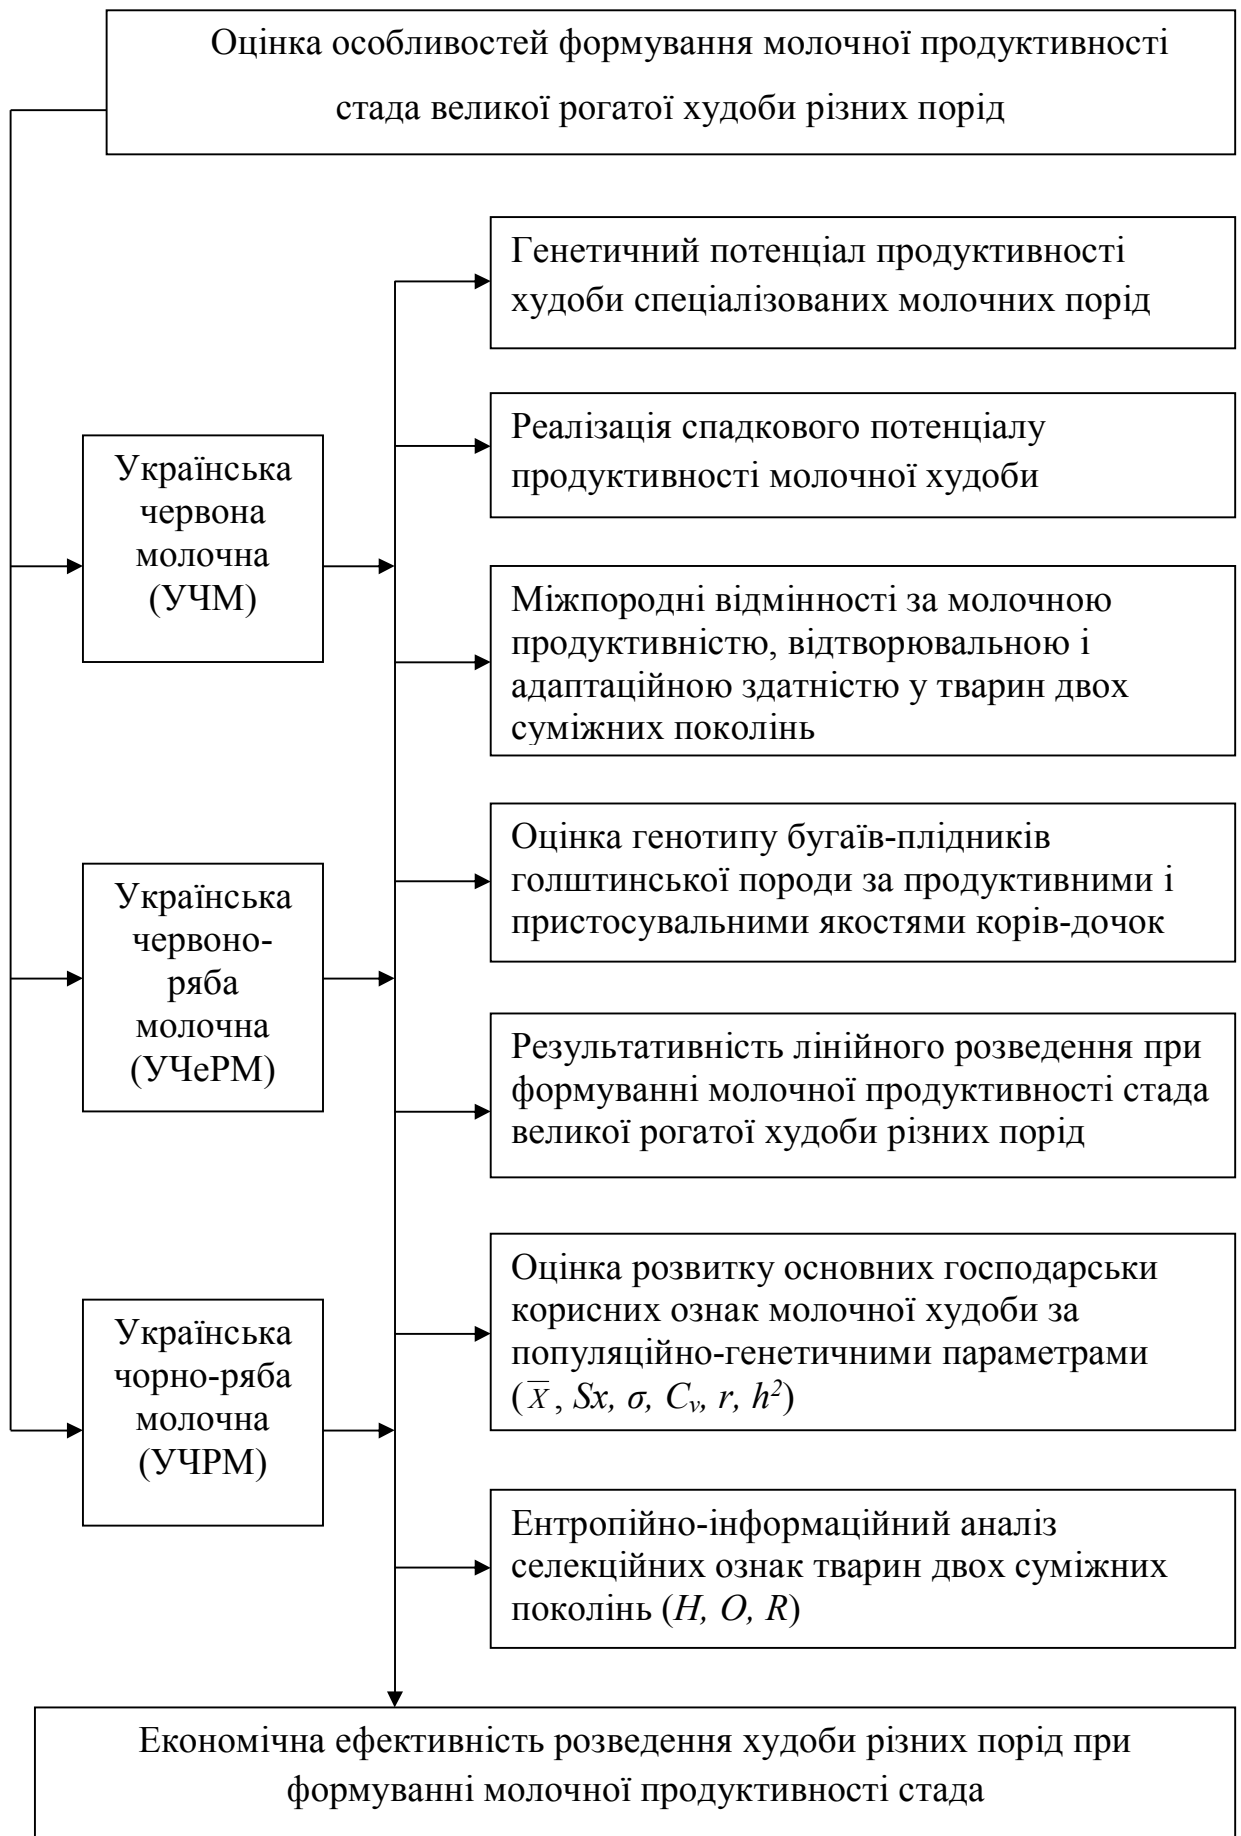 Оцінка особливостей формування молочної продуктивності
стада великої рогатої худоби різних порід
Генетичний потенціал продуктивності
худоби спеціалізованих молочних порід
Реалізація спадкового потенціалу
продуктивності молочної худоби
Українська
червона
молочна
(УЧМ)
Міжпородні відмінності за молочною
продуктивністю, відтворювальною і
адаптаційною здатністю у тварин двох
суміжних поколінь
Оцінка генотипу бугаїв-плідників
голштинської породи за продуктивними і
пристосувальними якостями корів-дочок
Українська
червоно-
ряба
молочна
(УЧеРМ)
Результативність лінійного розведення при
формуванні молочної продуктивності стада
великої рогатої худоби різних порід
Оцінка розвитку основних господарськи
корисних ознак молочної худоби за
популяційно-генетичними параметрами
(X̅, Sx, σ, Cᵥ, r, h²)
Українська
чорно-ряба
молочна
(УЧРМ)
Ентропійно-інформаційний аналіз
селекційних ознак тварин двох суміжних
поколінь (H, O, R)
Економічна ефективність розведення худоби різних порід при
формуванні молочної продуктивності стада